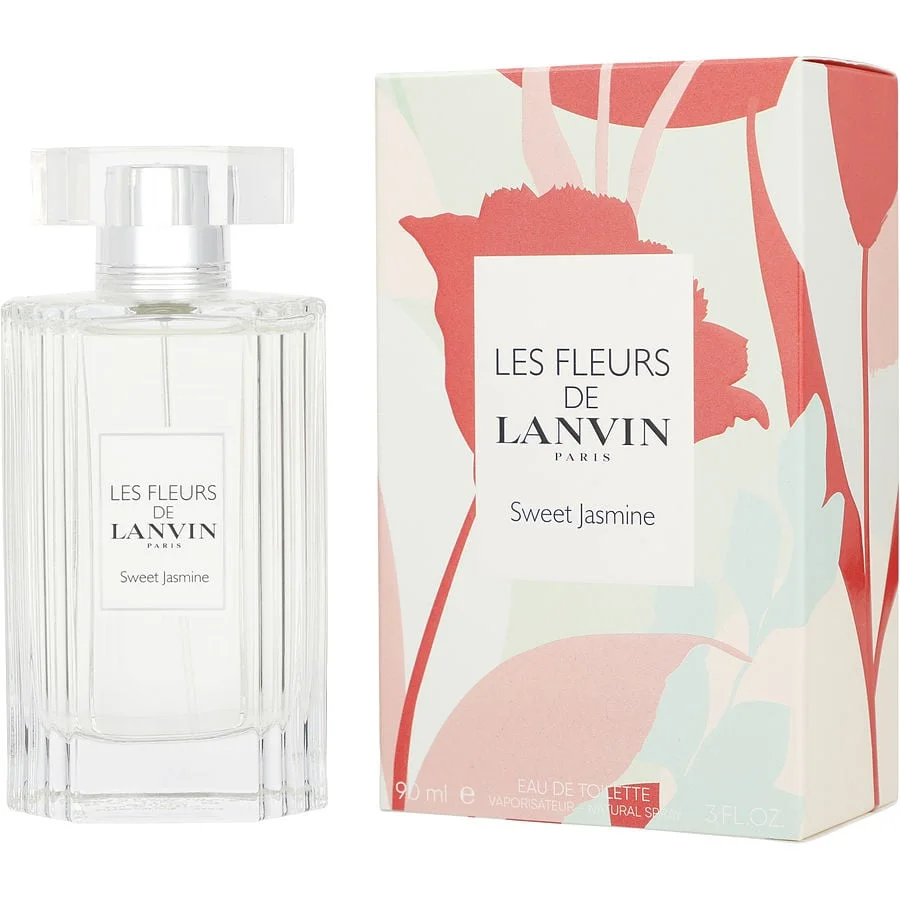 LES FLEURS
DE
LANVIN
PARIS
Sweet Jasmine
LES FLEURS
DE
LANVIN
PARIS
Sweet Jasmine
90 ml e EAU DE TOILETTE
VAPORISATEUR - NATURAL SPRAY 3 FL.OZ.